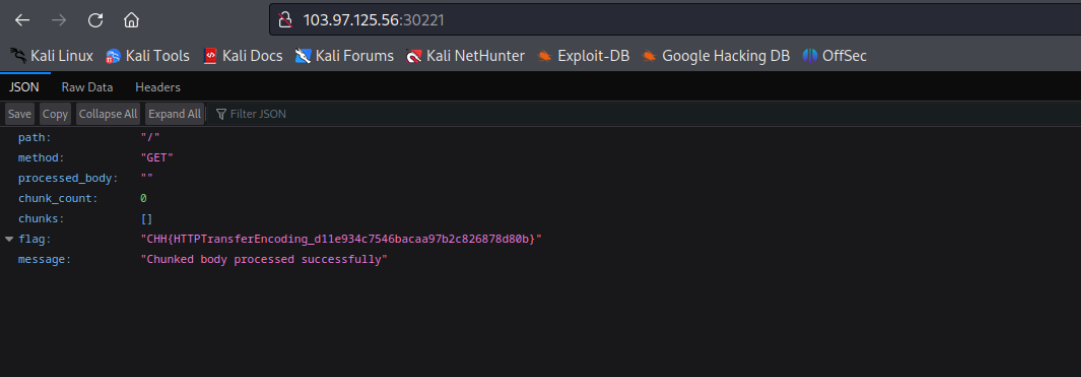 103.97.125.56:30221
Kali Linux Kali Tools Kali Docs Kali Forums Kali NetHunter Exploit-DB Google Hacking DB OffSec
JSON Raw Data Headers
Save Copy Collapse All Expand All Filter JSON
path: "/"
method: "GET"
processed_body: ""
chunk_count: 0
chunks: []
flag: "CHH{HTTPTransferEncoding_d11e934c7546bacaa97b2c826878d80b}"
message: "Chunked body processed successfully"